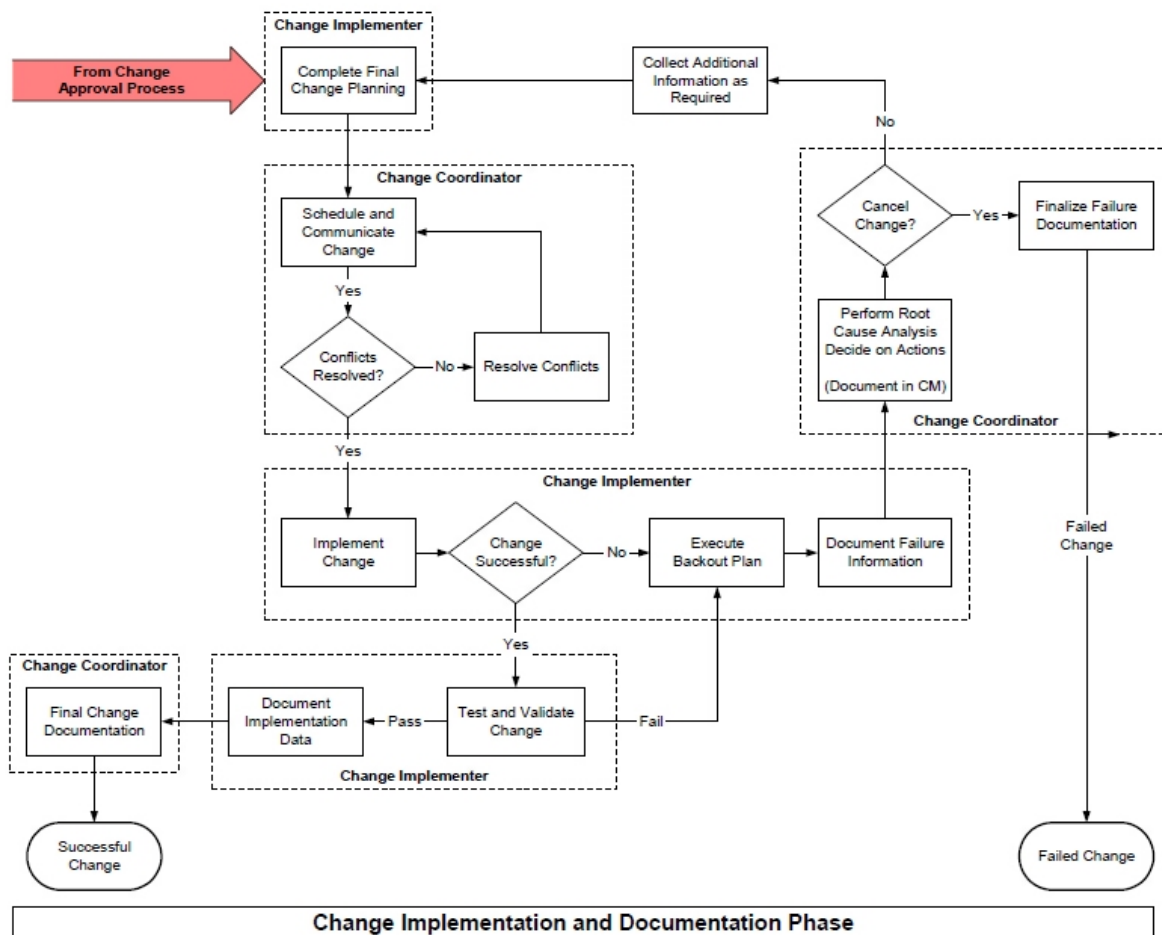 Change Implementer
From Change
Approval Process
Complete Final
Change Planning
Collect Additional
Information as
Required
No
Change Coordinator
Schedule and
Communicate
Change
Cancel
Change?
Yes
Finalize Failure
Documentation
Yes
Conflicts
Resolved?
No
Resolve Conflicts
Perform Root
Cause Analysis
Decide on Actions
(Document in CM)
Change Coordinator
Yes
Change Implementer
Implement
Change
Change
Successful?
No
Execute
Backout Plan
Document Failure
Information
Failed
Change
Yes
Change Coordinator
Final Change
Documentation
Document
Implementation
Data
Pass
Test and Validate
Change
Fail
Change Implementer
Successful
Change
Failed Change
Change Implementation and Documentation Phase